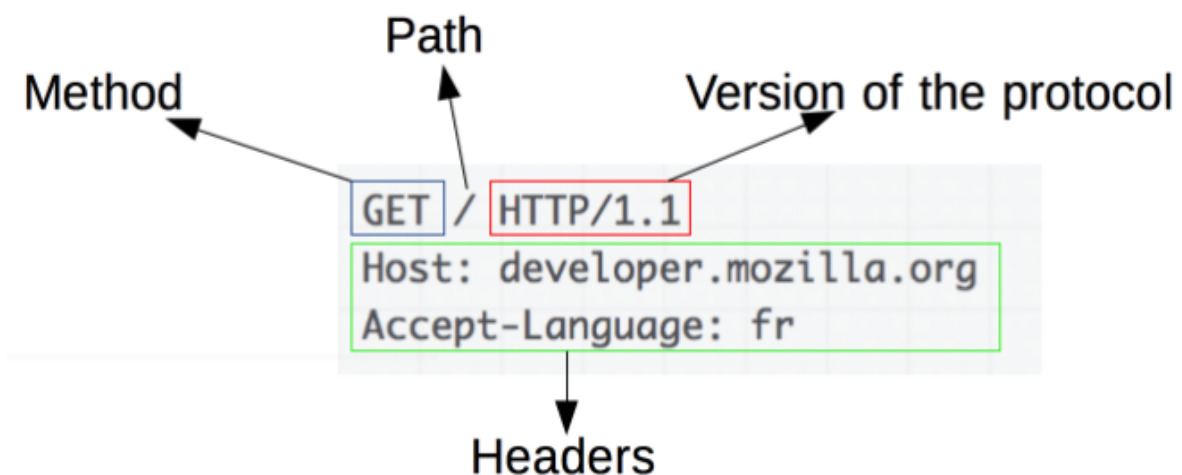 Path
Method
Version of the protocol
GET / HTTP/1.1
Host: developer.mozilla.org
Accept-Language: fr
Headers